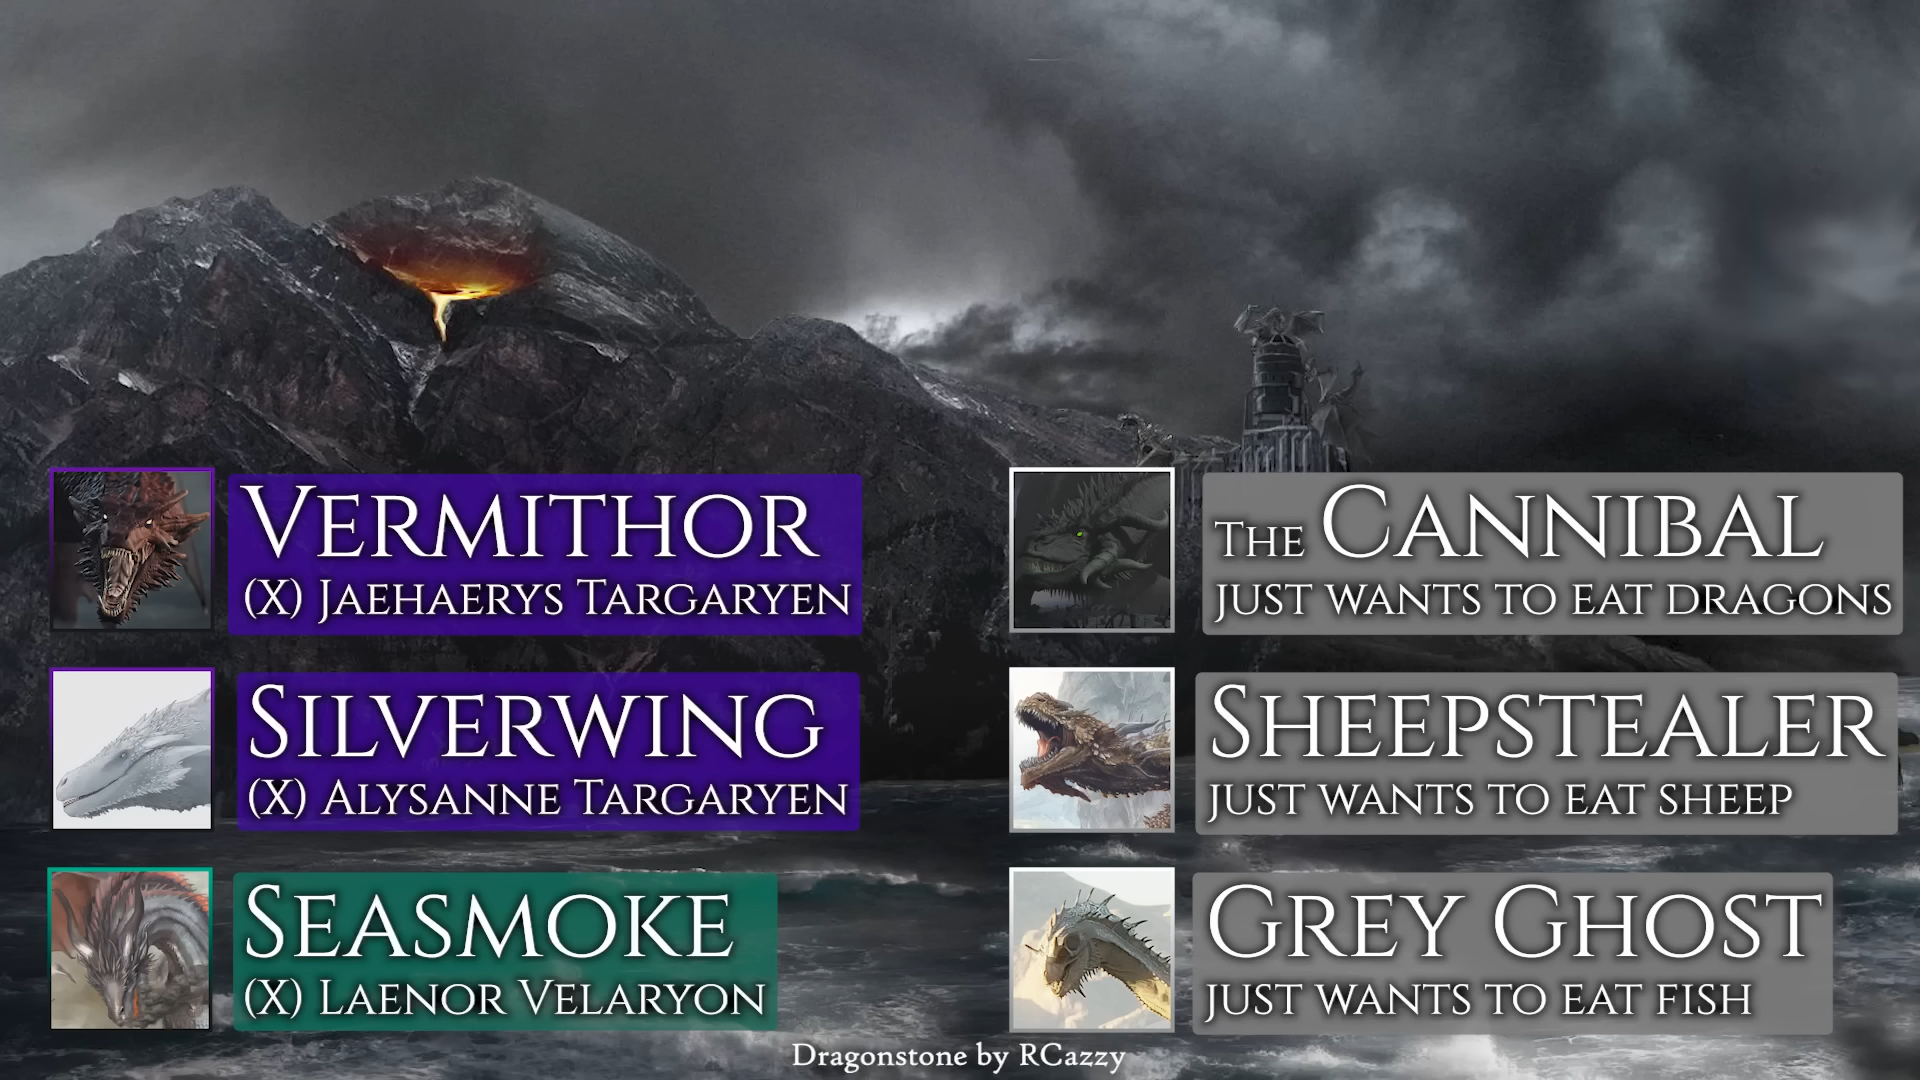 Vermithor
(X) Jaehaerys Targaryen
Silverwing
(X) Alysanne Targaryen
Seasmoke
(X) Laenor Velaryon
The Cannibal
just wants to eat dragons
Sheepstealer
just wants to eat sheep
Grey Ghost
just wants to eat fish
Dragonstone by RCazzy